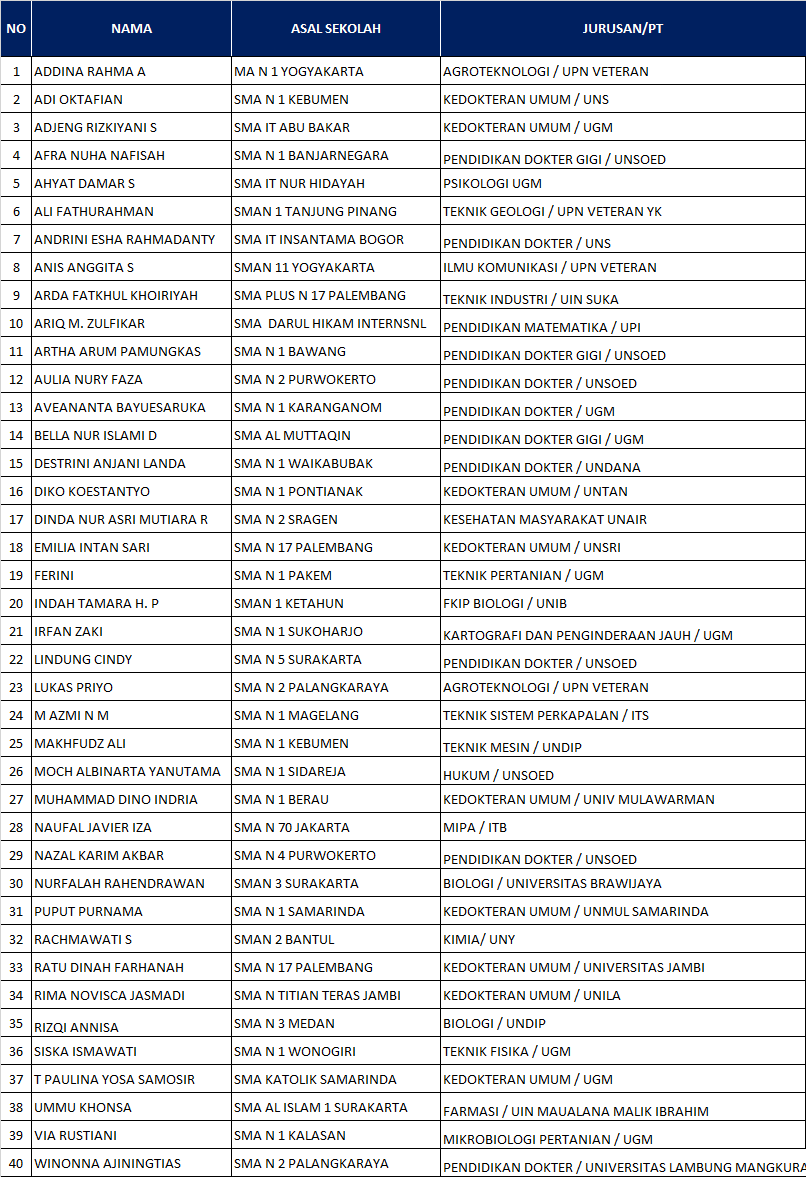 NO NAMA ASAL SEKOLAH JURUSAN/PT
1 ADDINA RAHMA A MA N 1 YOGYAKARTA AGROTEKNOLOGI / UPN VETERAN
2 ADI OKTAFIAN SMA N 1 KEBUMEN KEDOKTERAN UMUM / UNS
3 ADJENG RIZKIYANI S SMA IT ABU BAKAR KEDOKTERAN UMUM / UGM
4 AFRA NUHA NAFISAH SMA N 1 BANJARNEGARA PENDIDIKAN DOKTER GIGI / UNSOED
5 AHYAT DAMAR S SMA IT NUR HIDAYAH PSIKOLOGI UGM
6 ALI FATHURAHMAN SMAN 1 TANJUNG PINANG TEKNIK GEOLOGI / UPN VETERAN YK
7 ANDRINI ESHA RAHMADANTY SMA IT INSANTAMA BOGOR PENDIDIKAN DOKTER / UNS
8 ANIS ANGGITA S SMAN 11 YOGYAKARTA ILMU KOMUNIKASI / UPN VETERAN
9 ARDA FATKHUL KHOIRIYAH SMA PLUS N 17 PALEMBANG TEKNIK INDUSTRI / UIN SUKA
10 ARIQ M. ZULFIKAR SMA DARUL HIKAM INTERNSNL PENDIDIKAN MATEMATIKA / UPI
11 ARTHA ARUM PAMUNGKAS SMA N 1 BAWANG PENDIDIKAN DOKTER GIGI / UNSOED
12 AULIA NURY FAZA SMA N 2 PURWOKERTO PENDIDIKAN DOKTER / UNSOED
13 AVEANANTA BAYUESARUKA SMA N 1 KARANGANOM PENDIDIKAN DOKTER / UGM
14 BELLA NUR ISLAMI D SMA AL MUTTAQIN PENDIDIKAN DOKTER GIGI / UGM
15 DESTRINI ANJANI LANDA SMA N 1 WAIKABUBAK PENDIDIKAN DOKTER / UNDANA
16 DIKO KOESTANTYO SMA N 1 PONTIANAK KEDOKTERAN UMUM / UNTAN
17 DINDA NUR ASRI MUTIARA R SMA N 2 SRAGEN KESEHATAN MASYARAKAT UNAIR
18 EMILIA INTAN SARI SMA N 17 PALEMBANG KEDOKTERAN UMUM / UNSRI
19 FERINI SMA N 1 PAKEM TEKNIK PERTANIAN / UGM
20 INDAH TAMARA H. P SMAN 1 KETAHUN FKIP BIOLOGI / UNIB
21 IRFAN ZAKI SMA N 1 SUKOHARJO KARTOGRAFI DAN PENGINDERAAN JAUH / UGM
22 LINDUNG CINDY SMA N 5 SURAKARTA PENDIDIKAN DOKTER / UNSOED
23 LUKAS PRIYO SMA N 2 PALANGKARAYA AGROTEKNOLOGI / UPN VETERAN
24 M AZMI N M SMA N 1 MAGELANG TEKNIK SISTEM PERKAPALAN / ITS
25 MAKHFUDZ ALI SMA N 1 KEBUMEN TEKNIK MESIN / UNDIP
26 MOCH ALBINARTA YANUTAMA SMA N 1 SIDAREJA HUKUM / UNSOED
27 MUHAMMAD DINO INDRIA SMA N 1 BERAU KEDOKTERAN UMUM / UNIV MULAWARMAN
28 NAUFAL JAVIER IZA SMA N 70 JAKARTA MIPA / ITB
29 NAZAL KARIM AKBAR SMA N 4 PURWOKERTO PENDIDIKAN DOKTER / UNSOED
30 NURFALAH RAHENDRAWAN SMAN 3 SURAKARTA BIOLOGI / UNIVERSITAS BRAWIJAYA
31 PUPUT PURNAMA SMA N 1 SAMARINDA KEDOKTERAN UMUM / UNMUL SAMARINDA
32 RACHMAWATI S SMAN 2 BANTUL KIMIA/ UNY
33 RATU DINAH FARHANAH SMA N 17 PALEMBANG KEDOKTERAN UMUM / UNIVERSITAS JAMBI
34 RIMA NOVISCA JASMADI SMA N TITIAN TERAS JAMBI KEDOKTERAN UMUM / UNILA
35 RIZQI ANNISA SMA N 3 MEDAN BIOLOGI / UNDIP
36 SISKA ISMAWATI SMA N 1 WONOGIRI TEKNIK FISIKA / UGM
37 T PAULINA YOSA SAMOSIR SMA KATOLIK SAMARINDA KEDOKTERAN UMUM / UGM
38 UMMU KHONSA SMA AL ISLAM 1 SURAKARTA FARMASI / UIN MAUALANA MALIK IBRAHIM
39 VIA RUSTIANI SMA N 1 KALASAN MIKROBIOLOGI PERTANIAN / UGM
40 WINONNA AJININGTIAS SMA N 2 PALANGKARAYA PENDIDIKAN DOKTER / UNIVERSITAS LAMBUNG MANGKURA